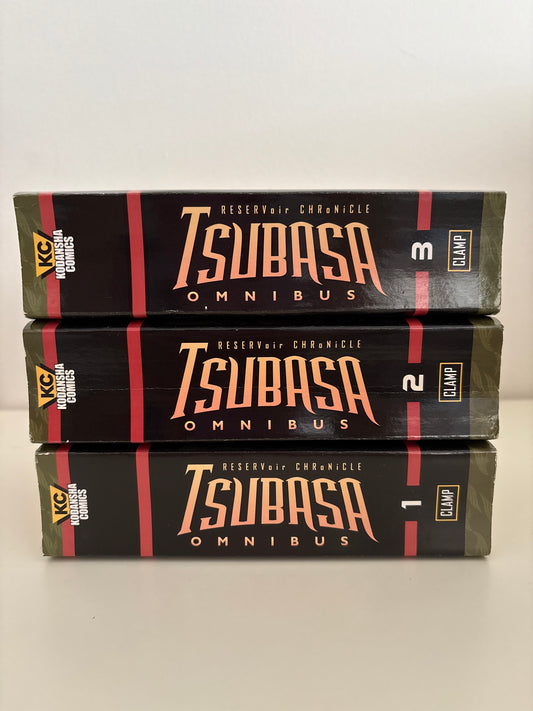 KC
KODANSHA
COMICS
RESERVoir CHRoNiCLE
TSUBASA
OMNIBUS
3
CLAMP
KC
KODANSHA
COMICS
RESERVoir CHRoNiCLE
TSUBASA
OMNIBUS
2
CLAMP
KC
KODANSHA
COMICS
RESERVoir CHRoNiCLE
TSUBASA
OMNIBUS
1
CLAMP